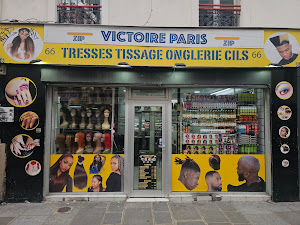 VICTOIRE PARIS
ZIP
ZIP
66 TRESSES TISSAGE ONGLERIE CILS 66